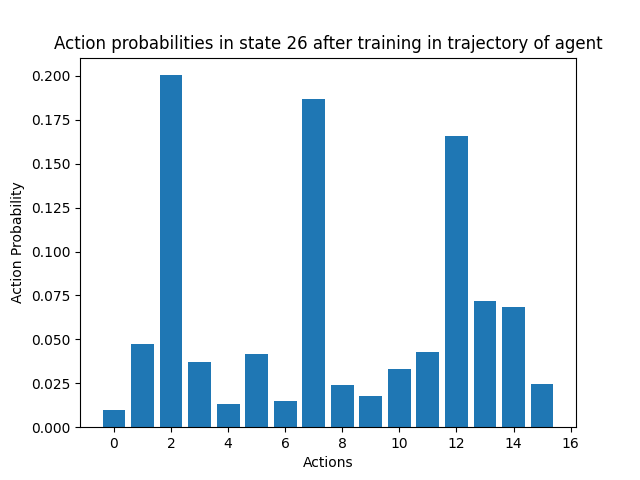 Action probabilities in state 26 after training in trajectory of agent
0.200
0.175
0.150
0.125
0.100
0.075
0.050
0.025
0.000
Action Probability
0 2 4 6 8 10 12 14 16
Actions